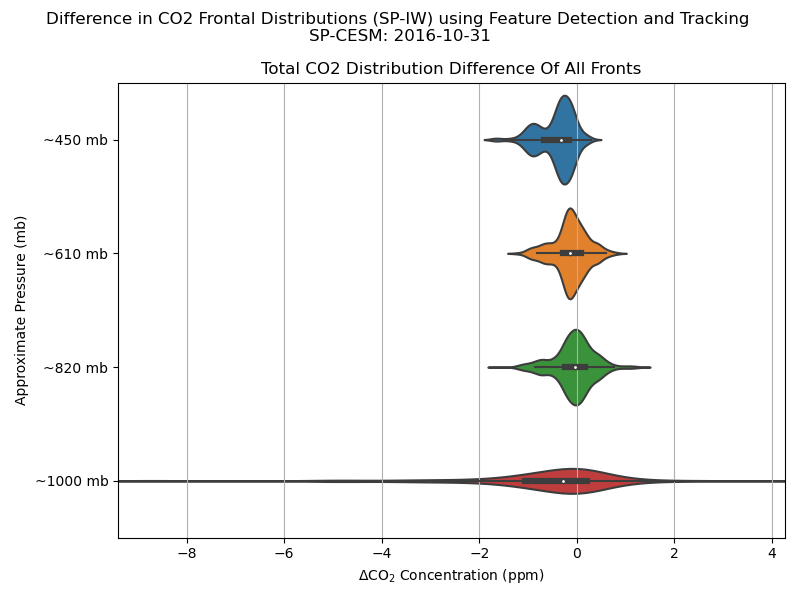 Difference in CO2 Frontal Distributions (SP-IW) using Feature Detection and Tracking
SP-CESM: 2016-10-31
Total CO2 Distribution Difference Of All Fronts
~450 mb
~610 mb
~820 mb
~1000 mb
Approximate Pressure (mb)
−8 −6 −4 −2 0 2 4
ΔCO₂ Concentration (ppm)